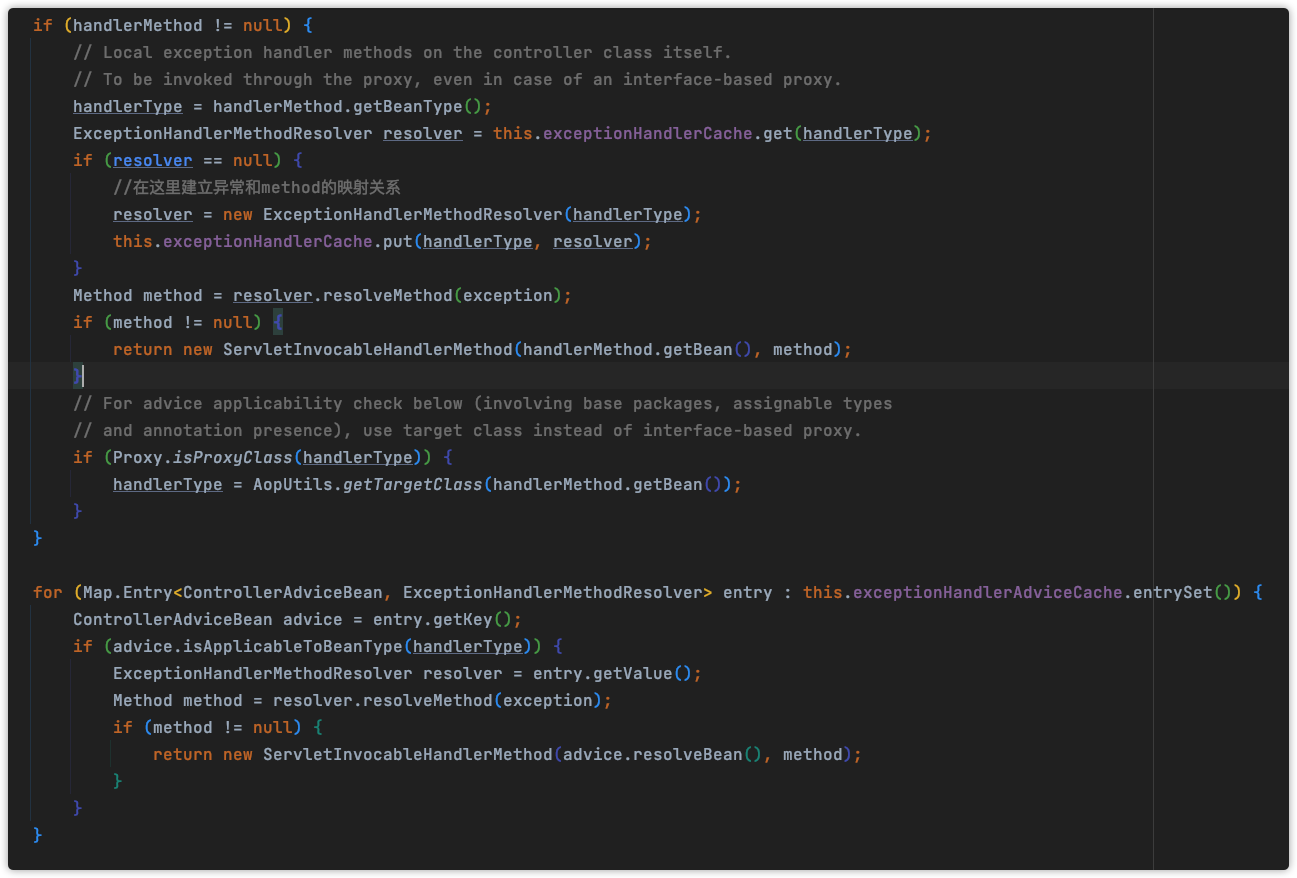 if (handlerMethod != null) {
// Local exception handler methods on the controller class itself.
// To be invoked through the proxy, even in case of an interface-based proxy.
handlerType = handlerMethod.getBeanType();
ExceptionHandlerMethodResolver resolver = this.exceptionHandlerCache.get(handlerType);
if (resolver == null) {
//在这里建立异常和method的映射关系
resolver = new ExceptionHandlerMethodResolver(handlerType);
this.exceptionHandlerCache.put(handlerType, resolver);
}
Method method = resolver.resolveMethod(exception);
if (method != null) {
return new ServletInvocableHandlerMethod(handlerMethod.getBean(), method);
}
// For advice applicability check below (involving base packages, assignable types
// and annotation presence), use target class instead of interface-based proxy.
if (Proxy.isProxyClass(handlerType)) {
handlerType = AopUtils.getTargetClass(handlerMethod.getBean());
}
}
for (Map.Entry<ControllerAdviceBean, ExceptionHandlerMethodResolver> entry : this.exceptionHandlerAdviceCache.entrySet()) {
ControllerAdviceBean advice = entry.getKey();
if (advice.isApplicableToBeanType(handlerType)) {
ExceptionHandlerMethodResolver resolver = entry.getValue();
Method method = resolver.resolveMethod(exception);
if (method != null) {
return new ServletInvocableHandlerMethod(advice.resolveBean(), method);
}
}
}